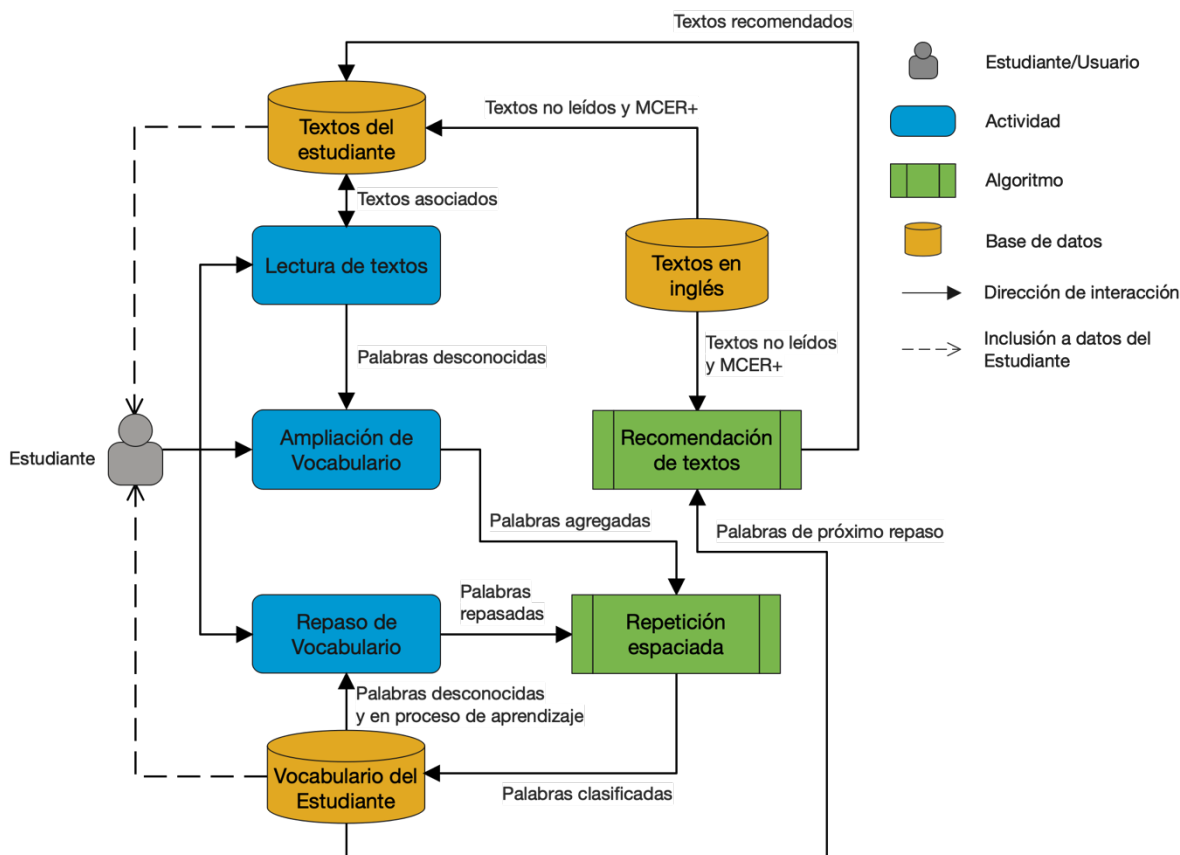 Textos recomendados
Estudiante/Usuario
Textos no leídos y MCER+
Textos del
estudiante
Actividad
Textos asociados
Algoritmo
Lectura de textos
Textos en
inglés
Base de datos
Dirección de interacción
Palabras desconocidas
Textos no leídos
y MCER+
Inclusión a datos del
Estudiante
Estudiante
Ampliación de
Vocabulario
Recomendación
de textos
Palabras agregadas
Palabras de próximo repaso
Repaso de
Vocabulario
Palabras
repasadas
Repetición
espaciada
Palabras desconocidas
y en proceso de aprendizaje
Vocabulario del
Estudiante
Palabras clasificadas